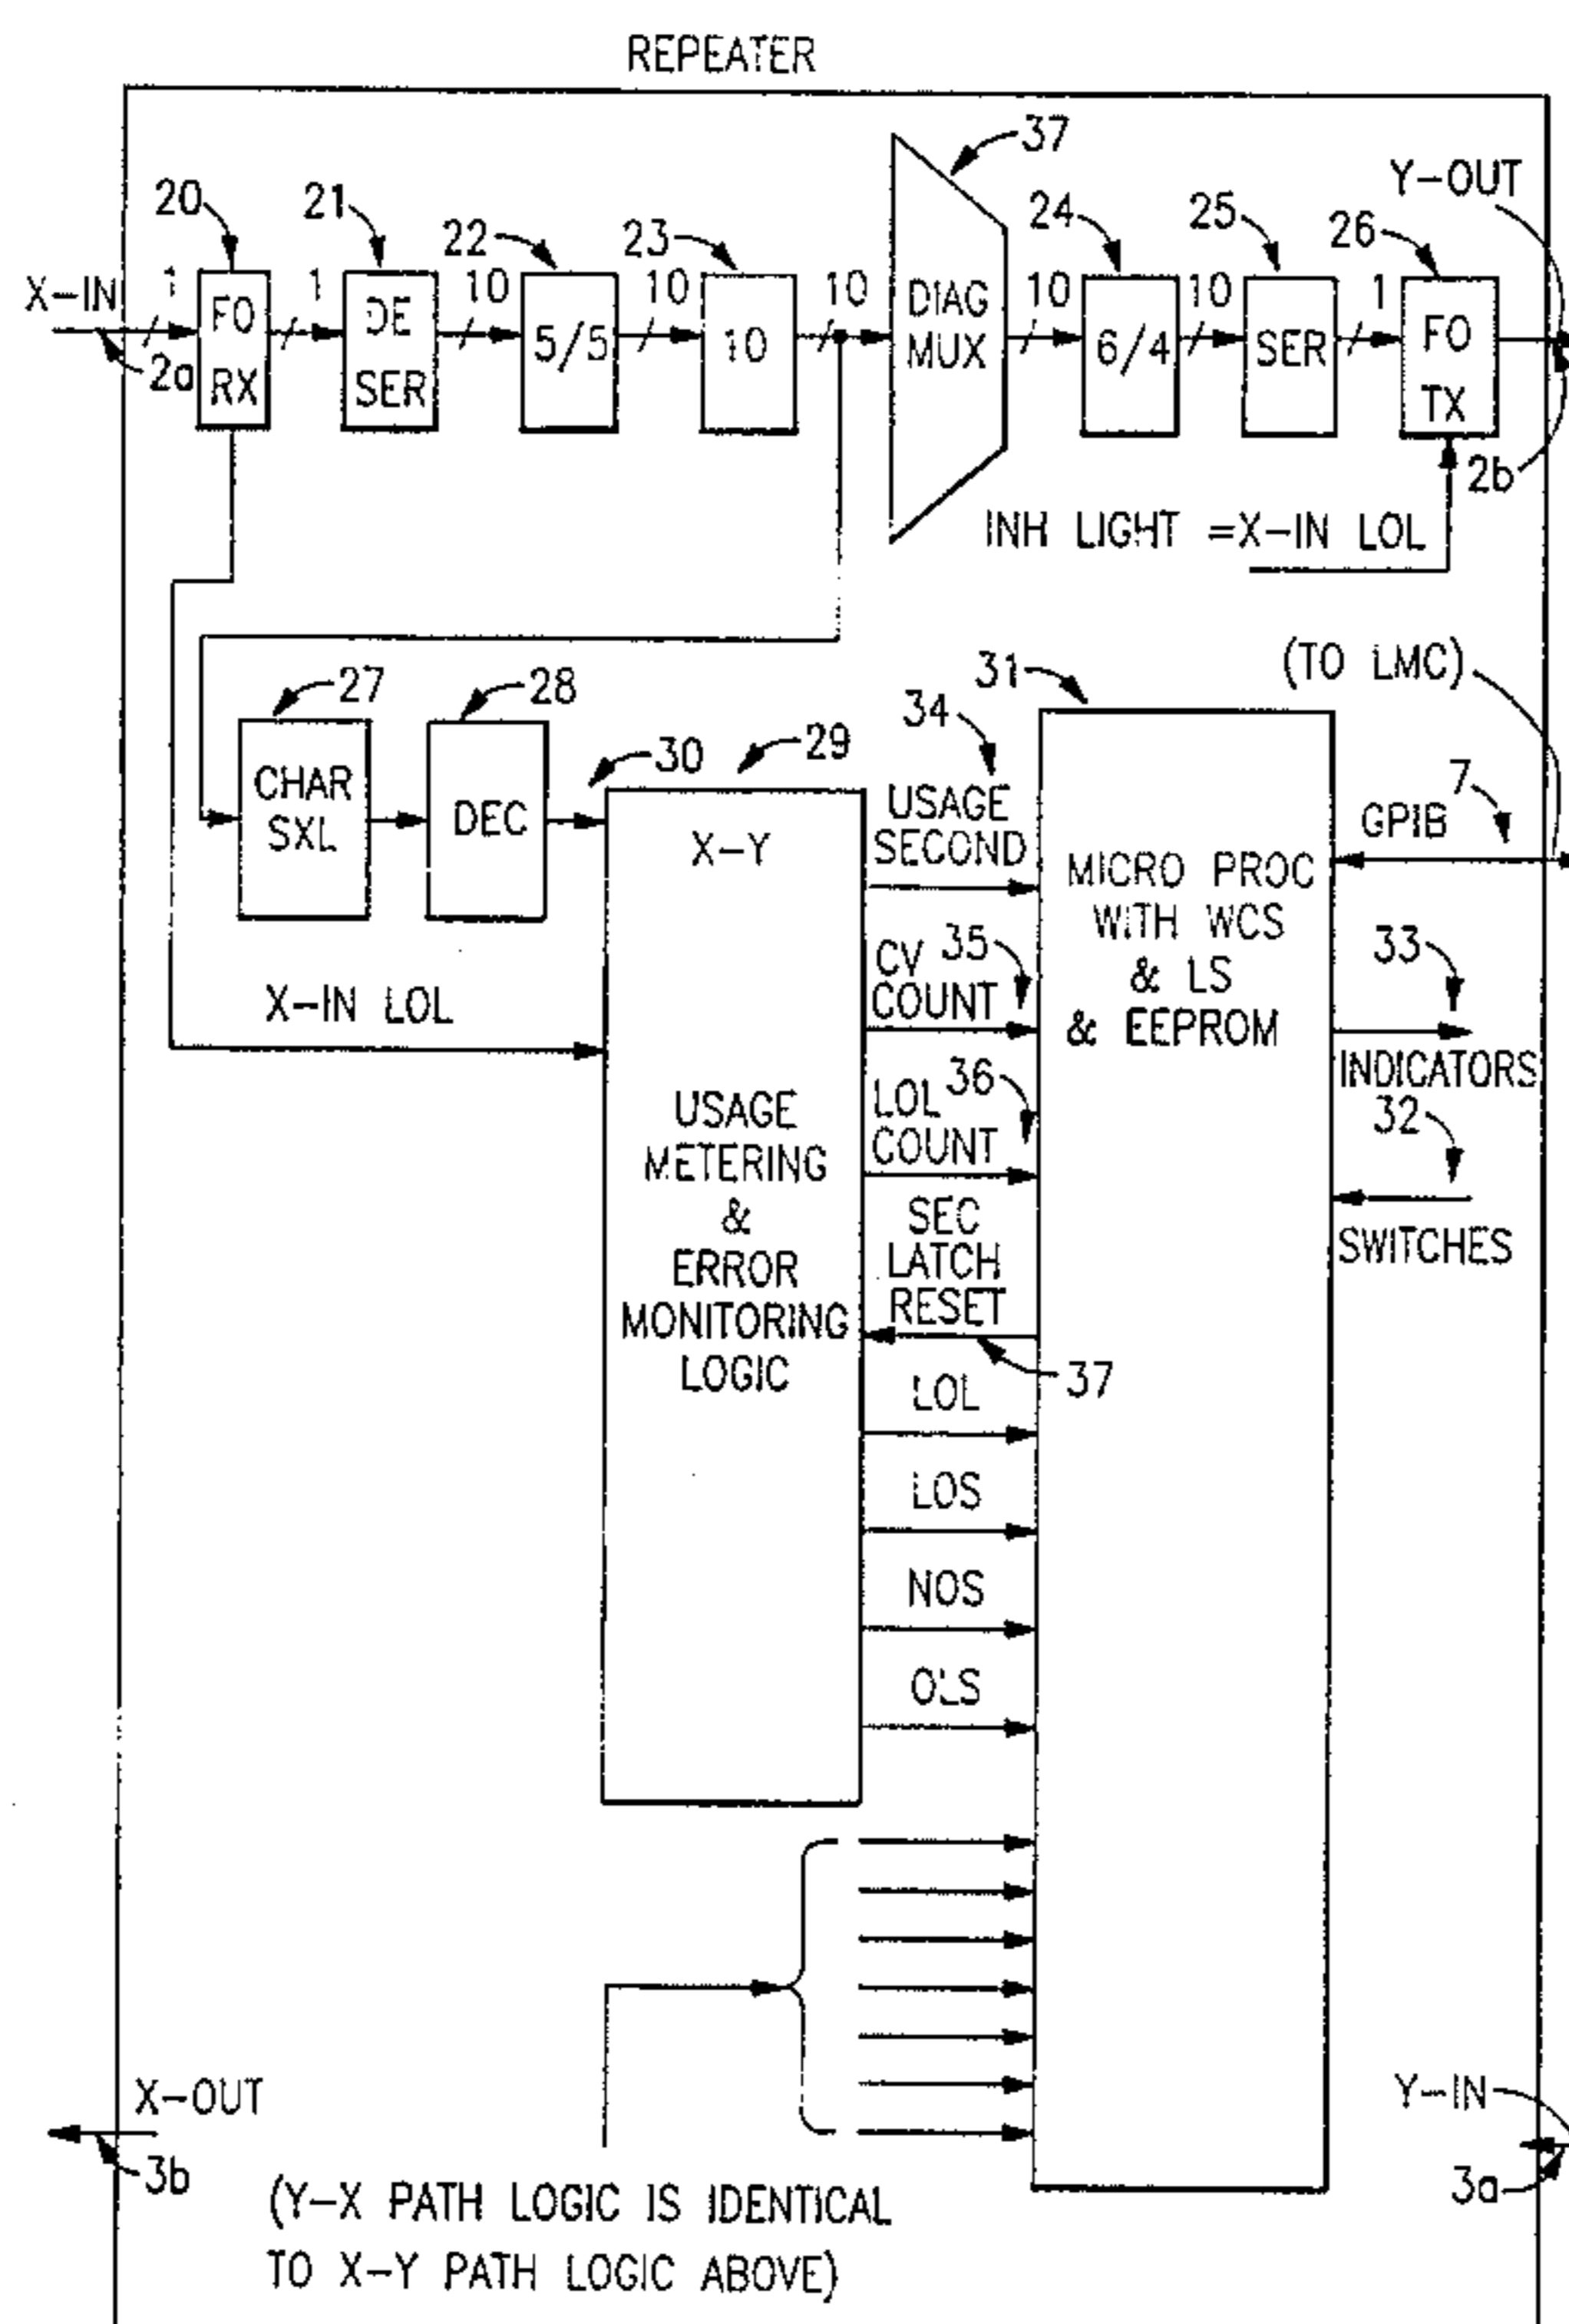 REPEATER
37
Y-OUT
20
21
22
23
24
25
26
X-IN
1
1
10
10
10
10
10
1
FO
RX
DE
SER
5/5
10
DIAG
MUX
6/4
SER
FO
TX
2a
2b
INH LIGHT =X-IN LOL
(TO LMC)
27
28
30
29
34
31
CHAR
SXL
DEC
X-Y
USAGE
SECOND
MICRO PROC
WITH WCS
& LS
& EEPROM
GPIB
7
X-IN LOL
CV
COUNT
35
33
INDICATORS
LOL
COUNT
36
32
SWITCHES
USAGE
METERING
&
ERROR
MONITORING
LOGIC
SEC
LATCH
RESET
37
LOL
LOS
NOS
OLS
X-OUT
3b
Y-IN
3a
(Y-X PATH LOGIC IS IDENTICAL
TO X-Y PATH LOGIC ABOVE)